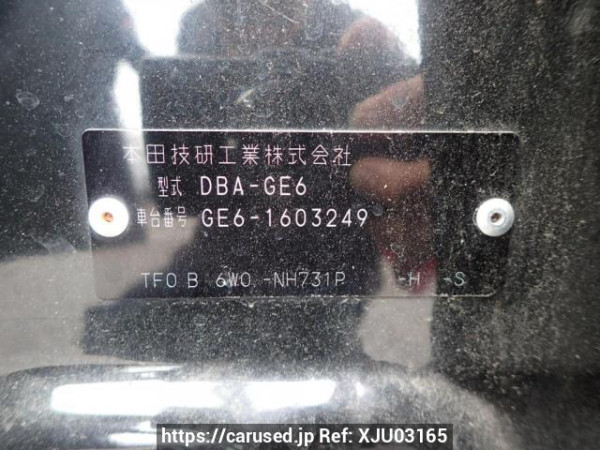 本田技研工業株式会社
型式 DBA-GE6
車台番号 GE6-1603249
TF0 B 6W0 -NH731P -H -S
https://carused.jp Ref: XJU03165